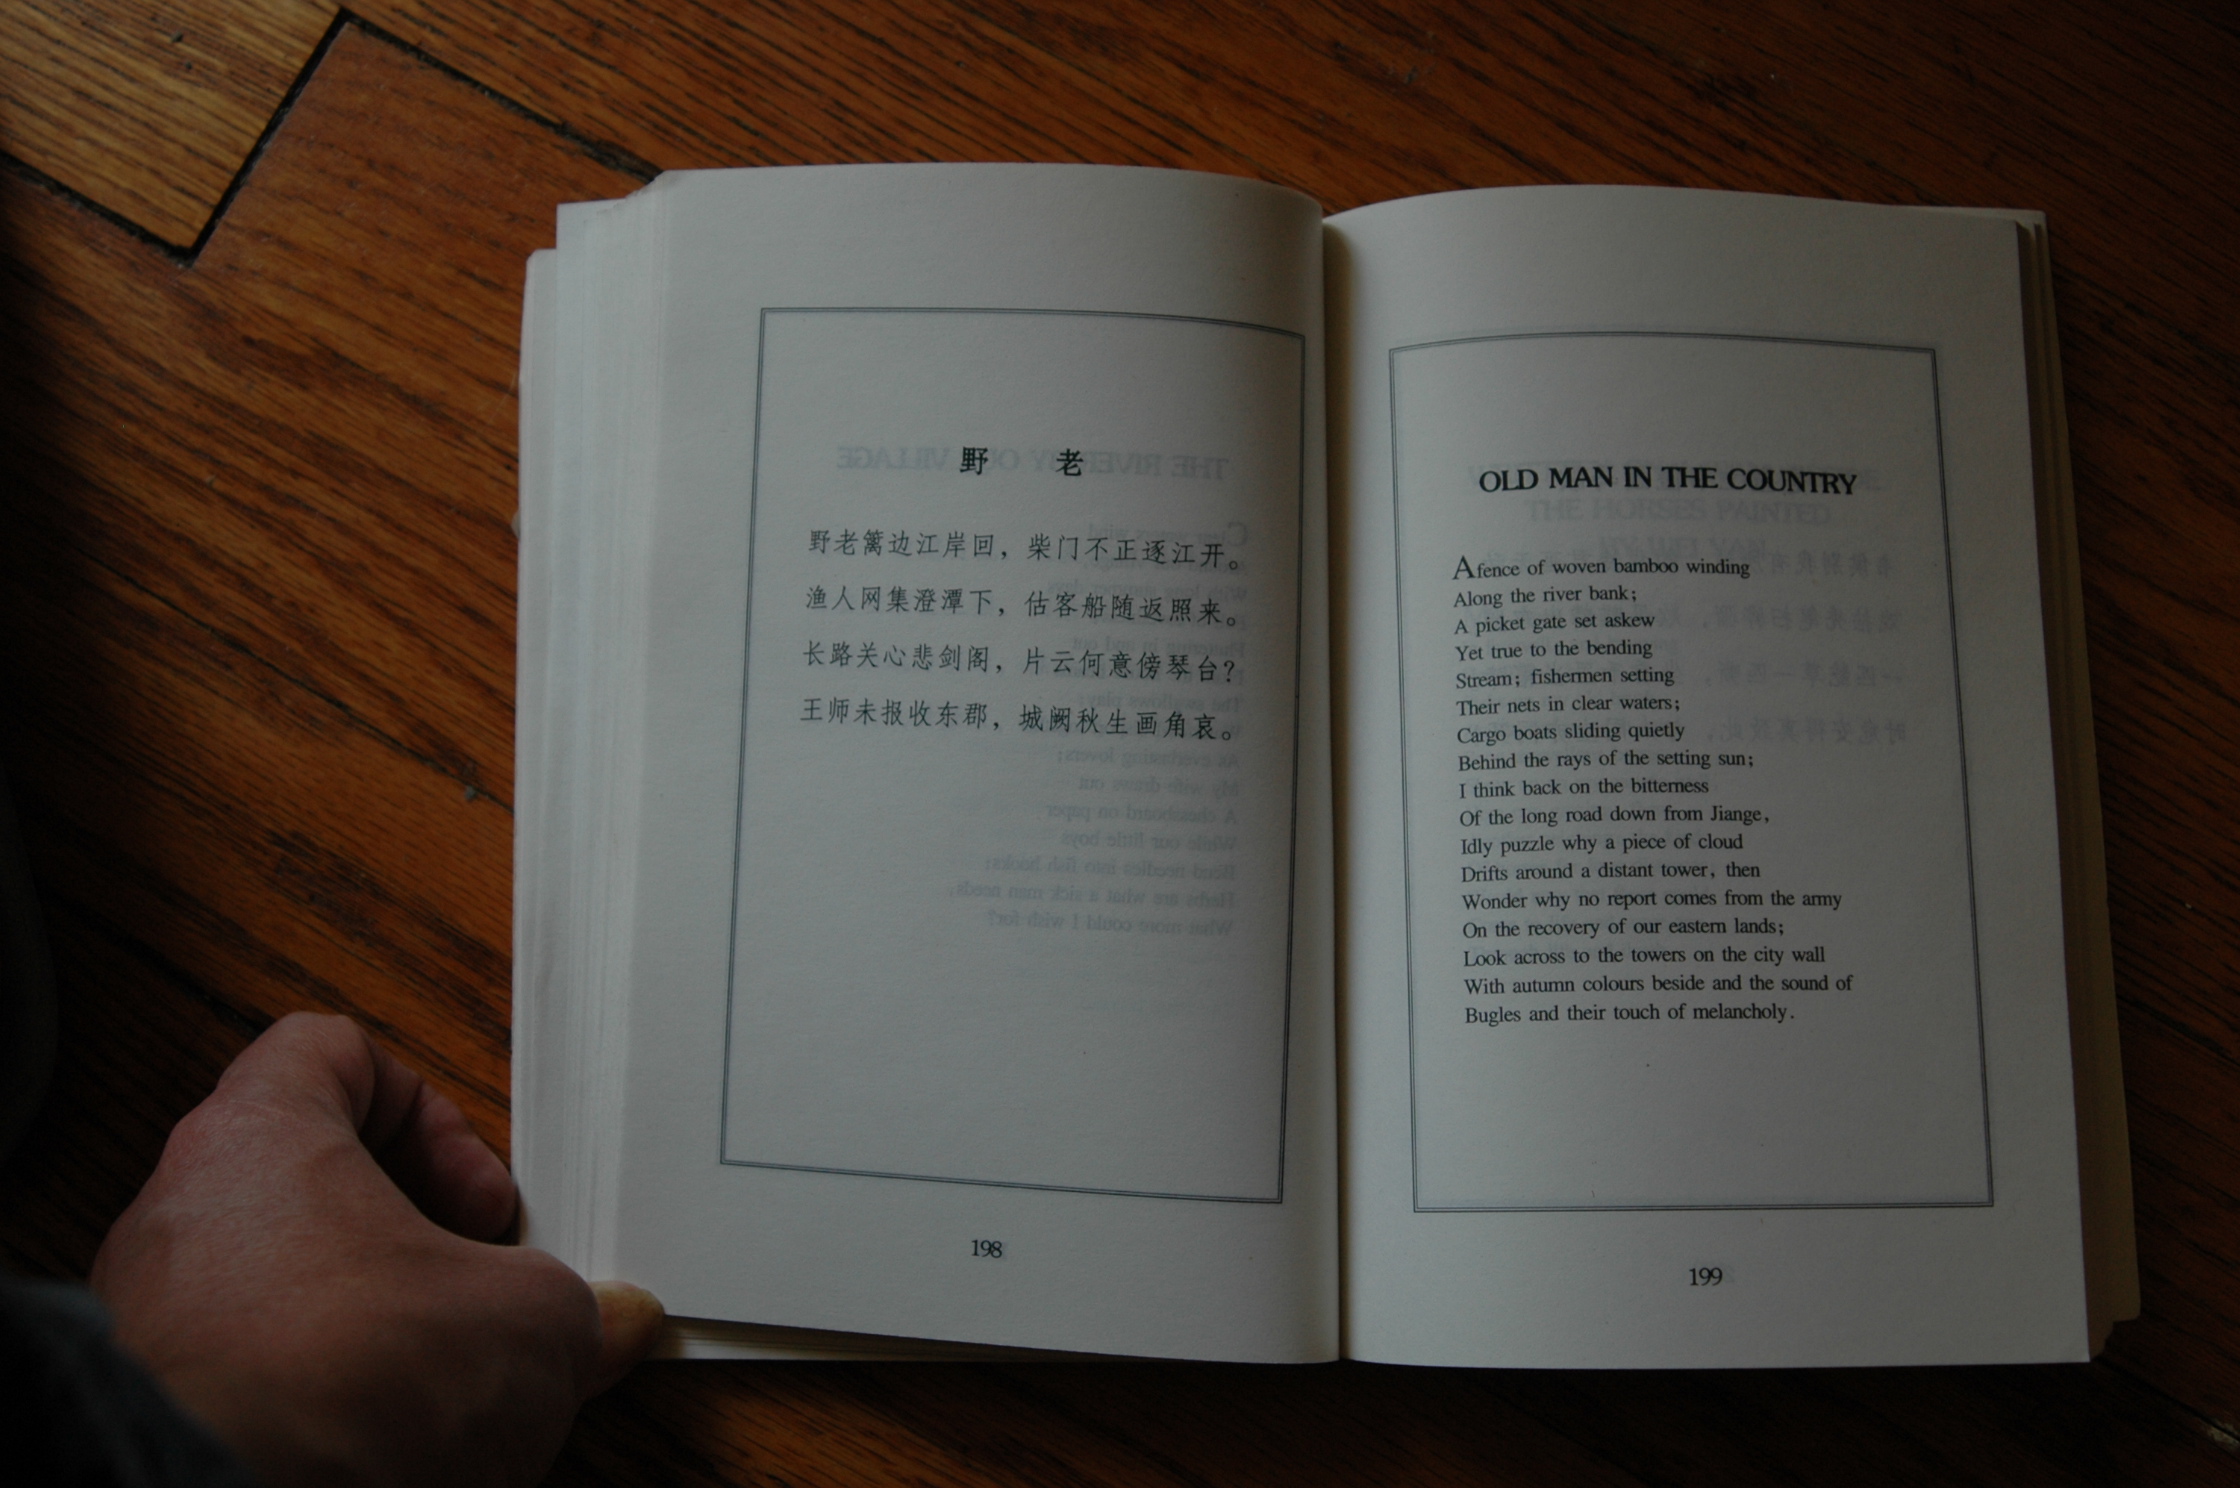 野 老
野老篱边江岸回，柴门不正逐江开。
渔人网集澄潭下，估客船随返照来。
长路关心悲剑阁，片云何意傍琴台？
王师未报收东郡，城阙秋生画角哀。
198
OLD MAN IN THE COUNTRY
A fence of woven bamboo winding
Along the river bank;
A picket gate set askew
Yet true to the bending
Stream; fishermen setting
Their nets in clear waters;
Cargo boats sliding quietly
Behind the rays of the setting sun;
I think back on the bitterness
Of the long road down from Jiange,
Idly puzzle why a piece of cloud
Drifts around a distant tower, then
Wonder why no report comes from the army
On the recovery of our eastern lands;
Look across to the towers on the city wall
With autumn colours beside and the sound of
Bugles and their touch of melancholy.
199